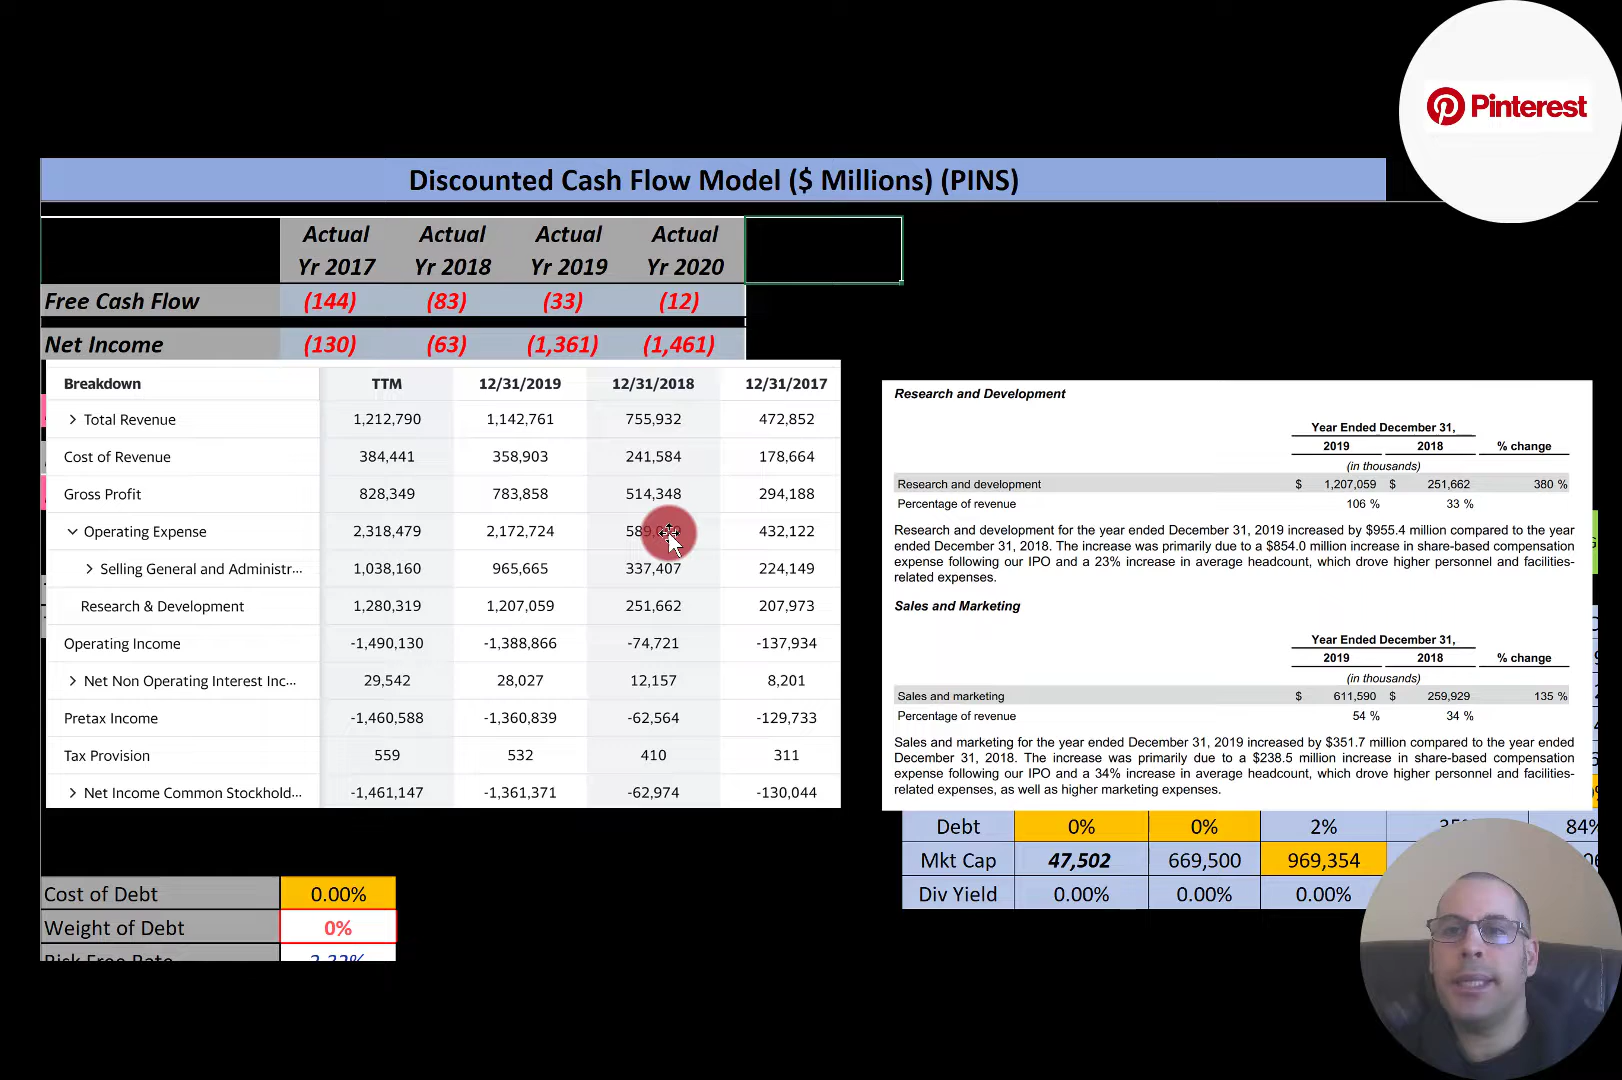 Pinterest
Discounted Cash Flow Model ($ Millions) (PINS)
Actual Actual Actual Actual
Yr 2017 Yr 2018 Yr 2019 Yr 2020
Free Cash Flow (144) (83) (33) (12)
Net Income (130) (63) (1,361) (1,461)
Breakdown TTM 12/31/2019 12/31/2018 12/31/2017
Total Revenue 1,212,790 1,142,761 755,932 472,852
Cost of Revenue 384,441 358,903 241,584 178,664
Gross Profit 828,349 783,858 514,348 294,188
Operating Expense 2,318,479 2,172,724 432,122
Selling General and Administr... 1,038,160 965,665 337,407 224,149
Research & Development 1,280,319 1,207,059 251,662 207,973
Operating Income -1,490,130 -1,388,866 -74,721 -137,934
Net Non Operating Interest Inc... 29,542 28,027 12,157 8,201
Pretax Income -1,460,588 -1,360,839 -62,564 -129,733
Tax Provision 559 532 410 311
Net Income Common Stockhold... -1,461,147 -1,361,371 -62,974 -130,044
Research and Development
Year Ended December 31,
2019 2018 % change
(in thousands)
Research and development $ 1,207,059 $ 251,662 380 %
Percentage of revenue 106 % 33 %
Research and development for the year ended December 31, 2019 increased by $955.4 million compared to the year
ended December 31, 2018. The increase was primarily due to a $854.0 million increase in share-based compensation
expense following our IPO and a 23% increase in average headcount, which drove higher personnel and facilities-
related expenses.
Sales and Marketing
Year Ended December 31,
2019 2018 % change
(in thousands)
Sales and marketing $ 611,590 $ 259,929 135 %
Percentage of revenue 54 % 34 %
Sales and marketing for the year ended December 31, 2019 increased by $351.7 million compared to the year ended
December 31, 2018. The increase was primarily due to a $238.5 million increase in share-based compensation
expense following our IPO and a 34% increase in average headcount, which drove higher personnel and facilities-
related expenses, as well as higher marketing expenses.
Debt 0% 0% 2% 84%
Mkt Cap 47,502 669,500 969,354
Div Yield 0.00% 0.00% 0.00%
Cost of Debt 0.00%
Weight of Debt 0%
Risk Free Rate